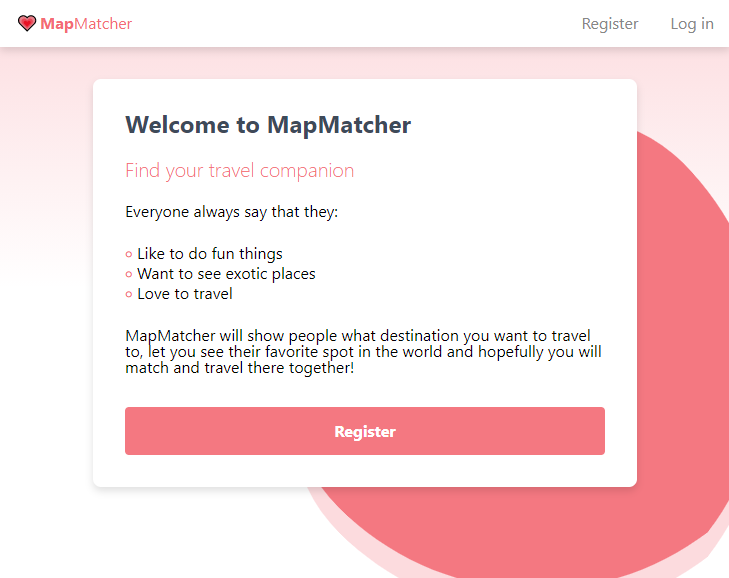 MapMatcher
Register
Log in
Welcome to MapMatcher
Find your travel companion
Everyone always say that they:
Like to do fun things
Want to see exotic places
Love to travel
MapMatcher will show people what destination you want to travel
to, let you see their favorite spot in the world and hopefully you will
match and travel there together!
Register